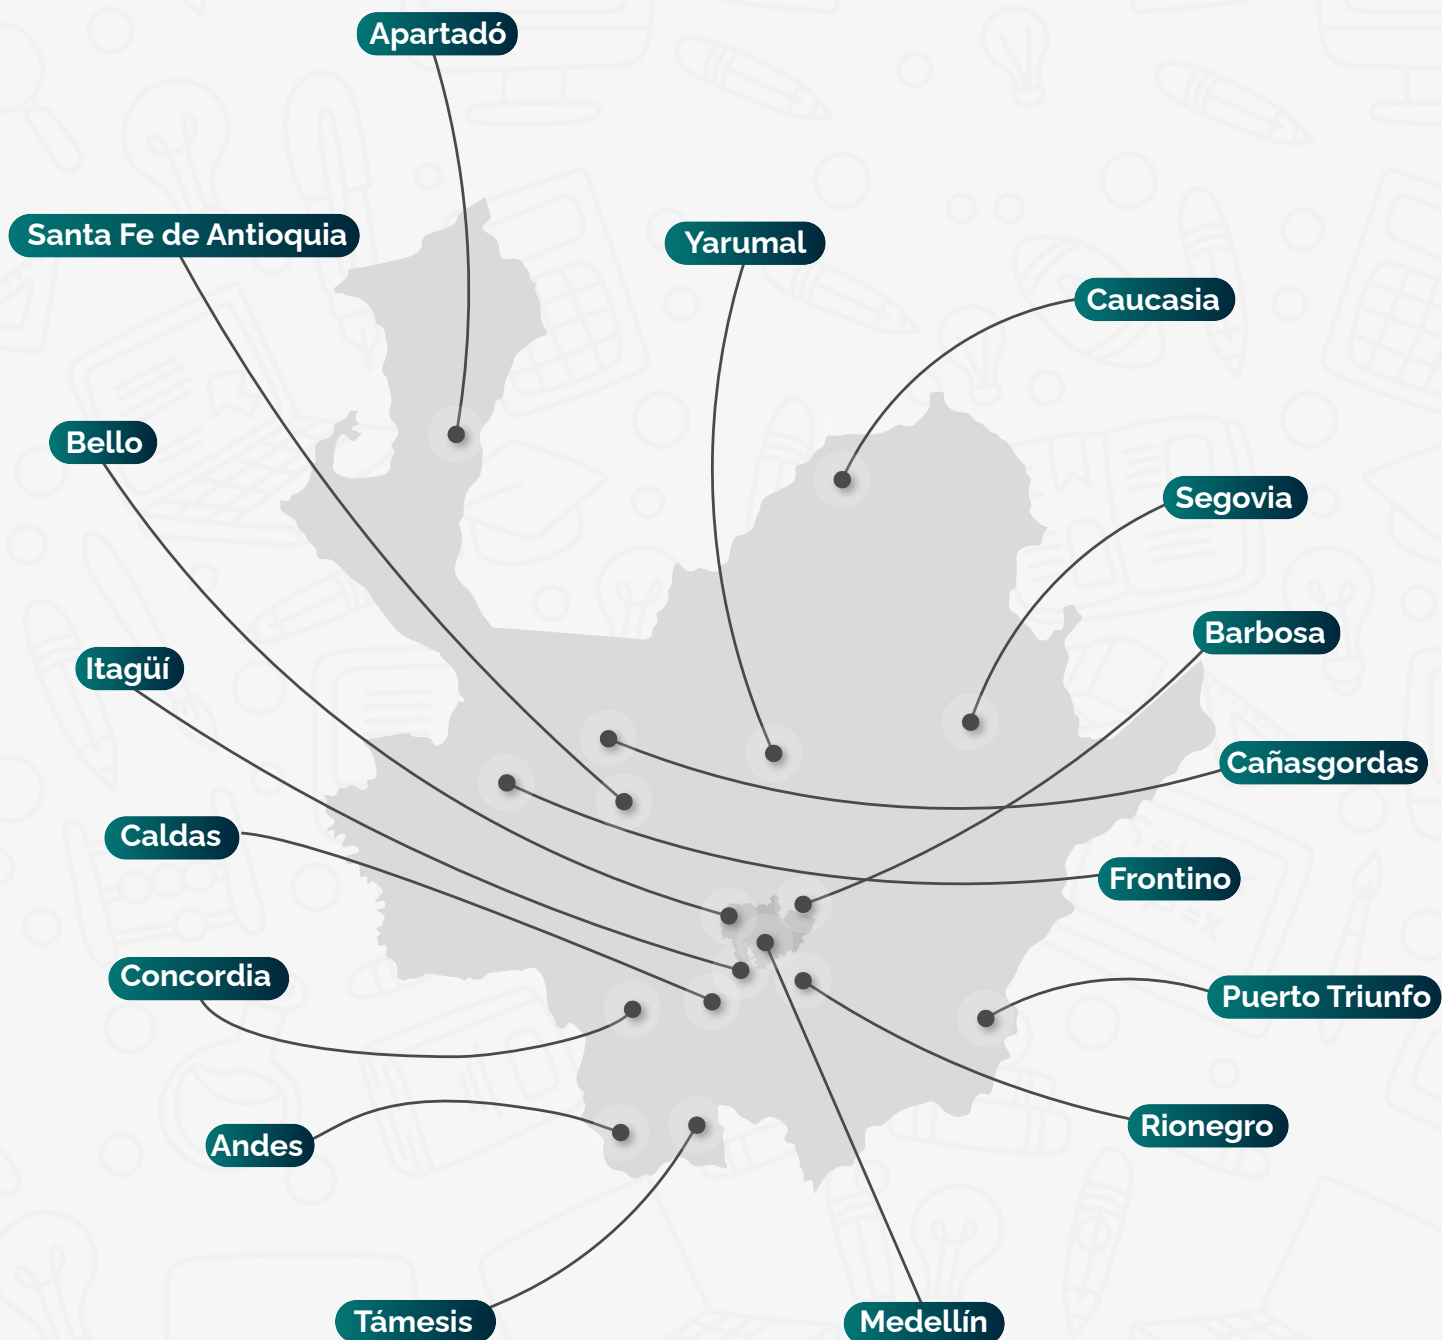 Apartadó
Santa Fe de Antioquia
Yarumal
Caucasia
Bello
Segovia
Barbosa
Itagüí
Cañasgordas
Caldas
Frontino
Concordia
Puerto Triunfo
Rionegro
Andes
Támesis
Medellín